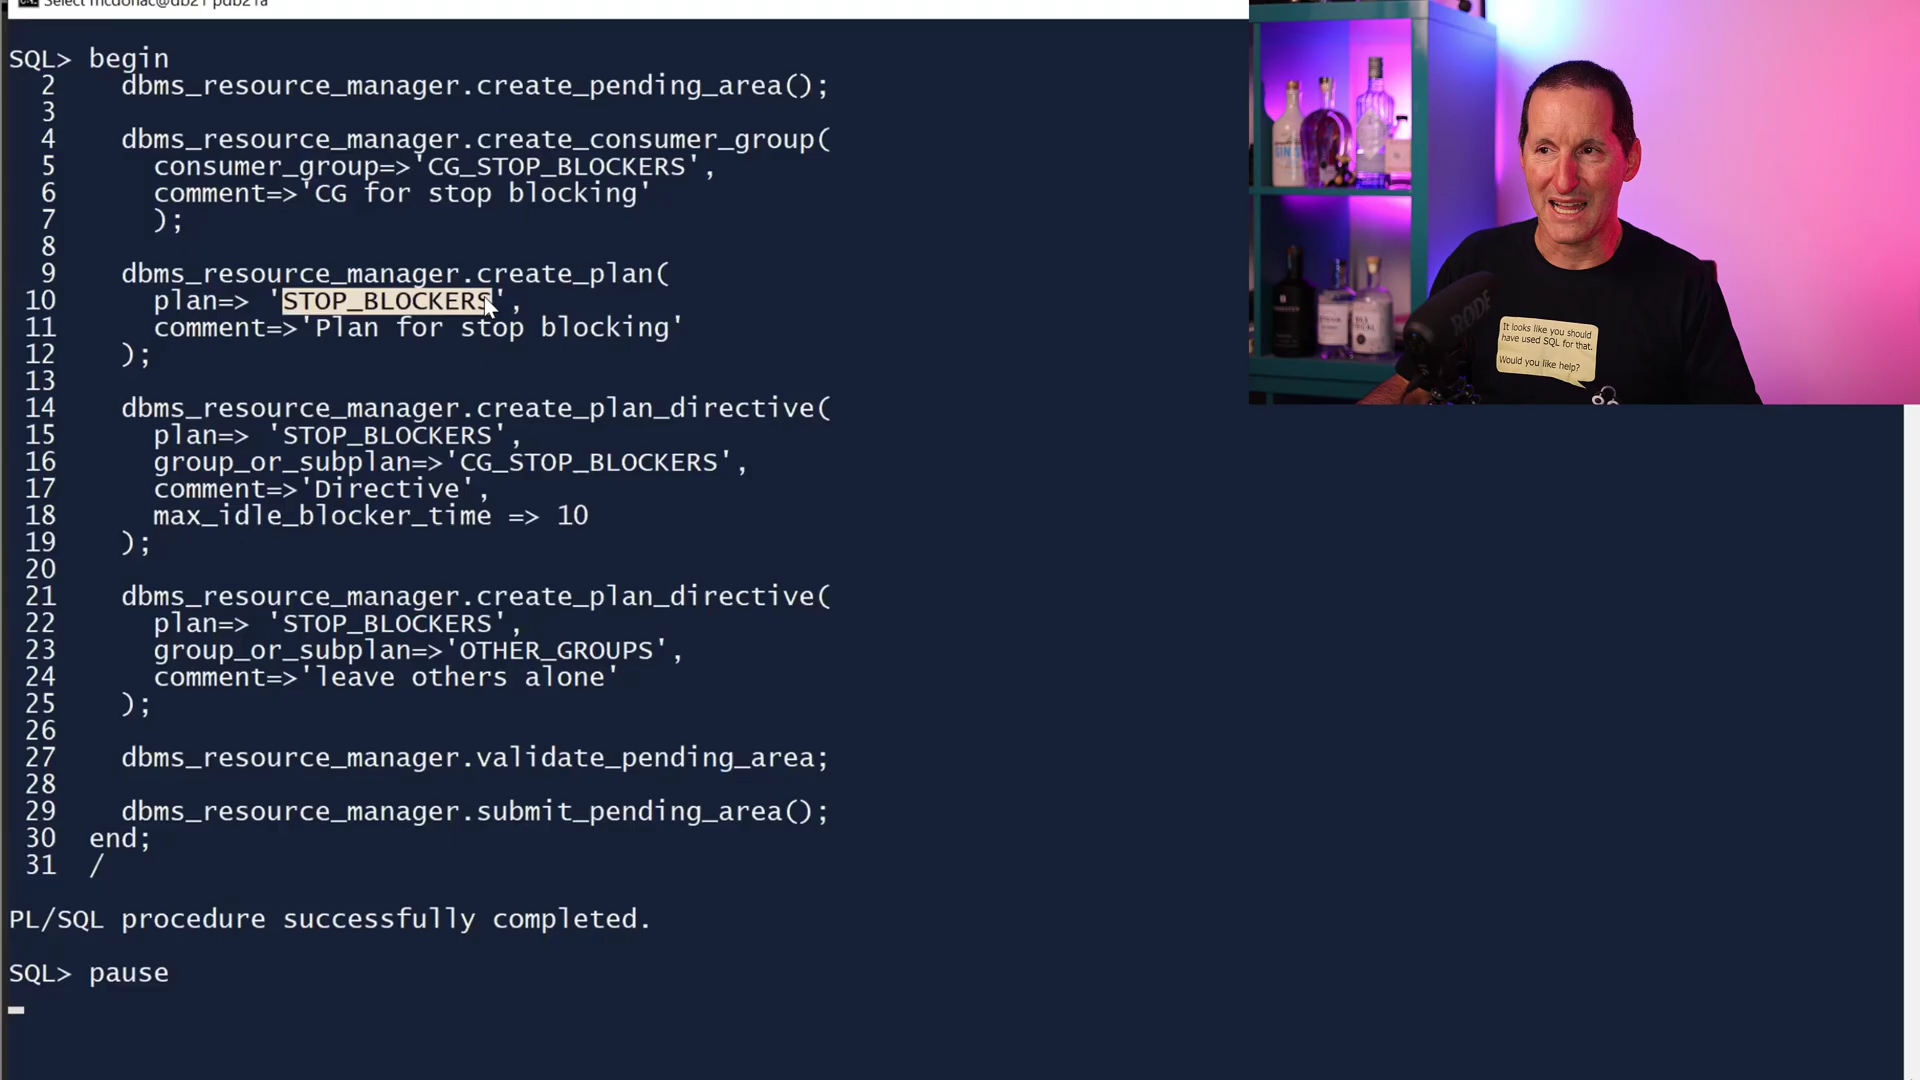 Select mcdonac@db21 pdb21a
SQL> begin
2 dbms_resource_manager.create_pending_area();
3
4 dbms_resource_manager.create_consumer_group(
5 consumer_group=>'CG_STOP_BLOCKERS',
6 comment=>'CG for stop blocking'
7 );
8
9 dbms_resource_manager.create_plan(
10 plan=> 'STOP_BLOCKERS',
11 comment=>'Plan for stop blocking'
12 );
13
14 dbms_resource_manager.create_plan_directive(
15 plan=> 'STOP_BLOCKERS',
16 group_or_subplan=>'CG_STOP_BLOCKERS',
17 comment=>'Directive',
18 max_idle_blocker_time => 10
19 );
20
21 dbms_resource_manager.create_plan_directive(
22 plan=> 'STOP_BLOCKERS',
23 group_or_subplan=>'OTHER_GROUPS',
24 comment=>'leave others alone'
25 );
26
27 dbms_resource_manager.validate_pending_area;
28
29 dbms_resource_manager.submit_pending_area();
30 end;
31 /
PL/SQL procedure successfully completed.
SQL> pause
RODE
It looks like you should
have used SQL for that.
Would you like help?